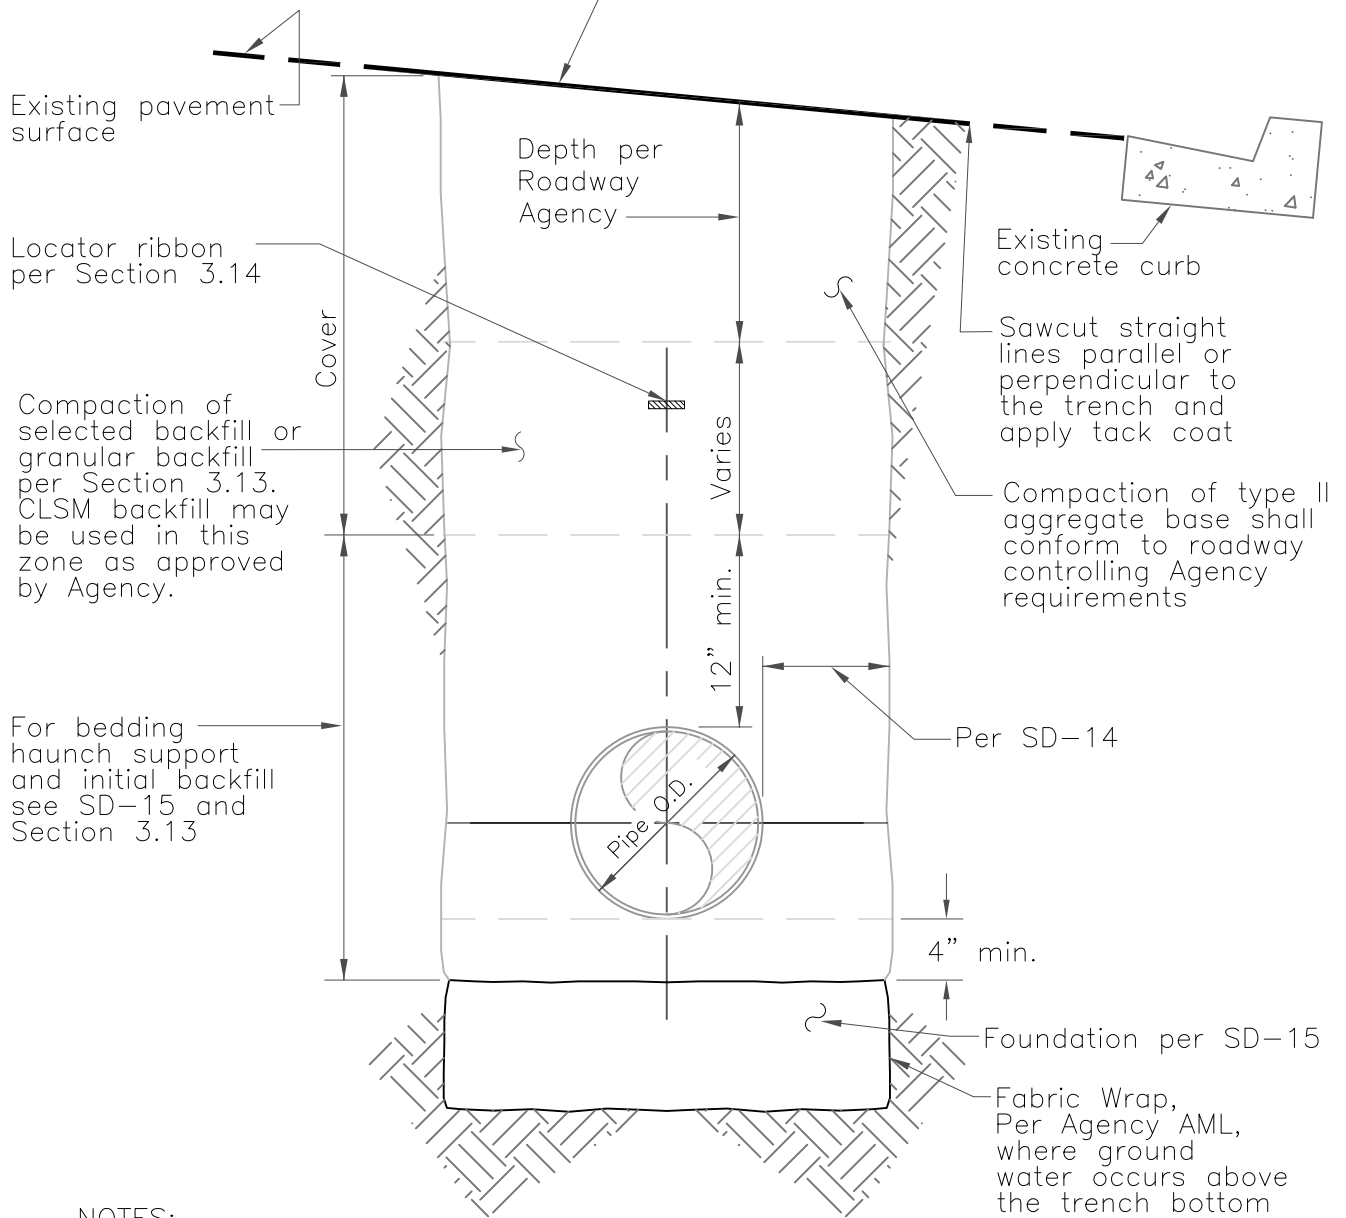 Existing pavement
surface
Depth per
Roadway
Agency
Locator ribbon
per Section 3.14
Existing
concrete curb
Cover
Sawcut straight
lines parallel or
perpendicular to
the trench and
apply tack coat
Compaction of
selected backfill or
granular backfill
per Section 3.13.
CLSM backfill may
be used in this
zone as approved
by Agency.
Varies
Compaction of type II
aggregate base shall
conform to roadway
controlling Agency
requirements
12" min.
For bedding
haunch support
and initial backfill
see SD-15 and
Section 3.13
Per SD-14
Pipe O.D.
4" min.
Foundation per SD-15
Fabric Wrap,
Per Agency AML,
where ground
water occurs above
the trench bottom
NOTES: